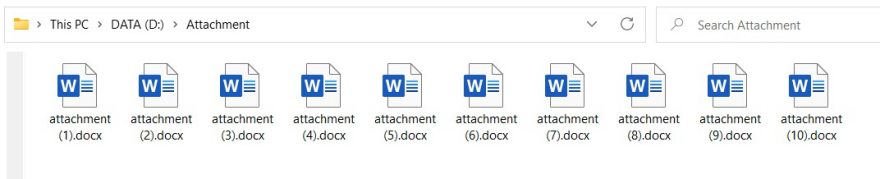 This PC > DATA (D:) > Attachment
Search Attachment
W W W W W W W W W W
attachment attachment attachment attachment attachment attachment attachment attachment attachment attachment
(1).docx (2).docx (3).docx (4).docx (5).docx (6).docx (7).docx (8).docx (9).docx (10).docx